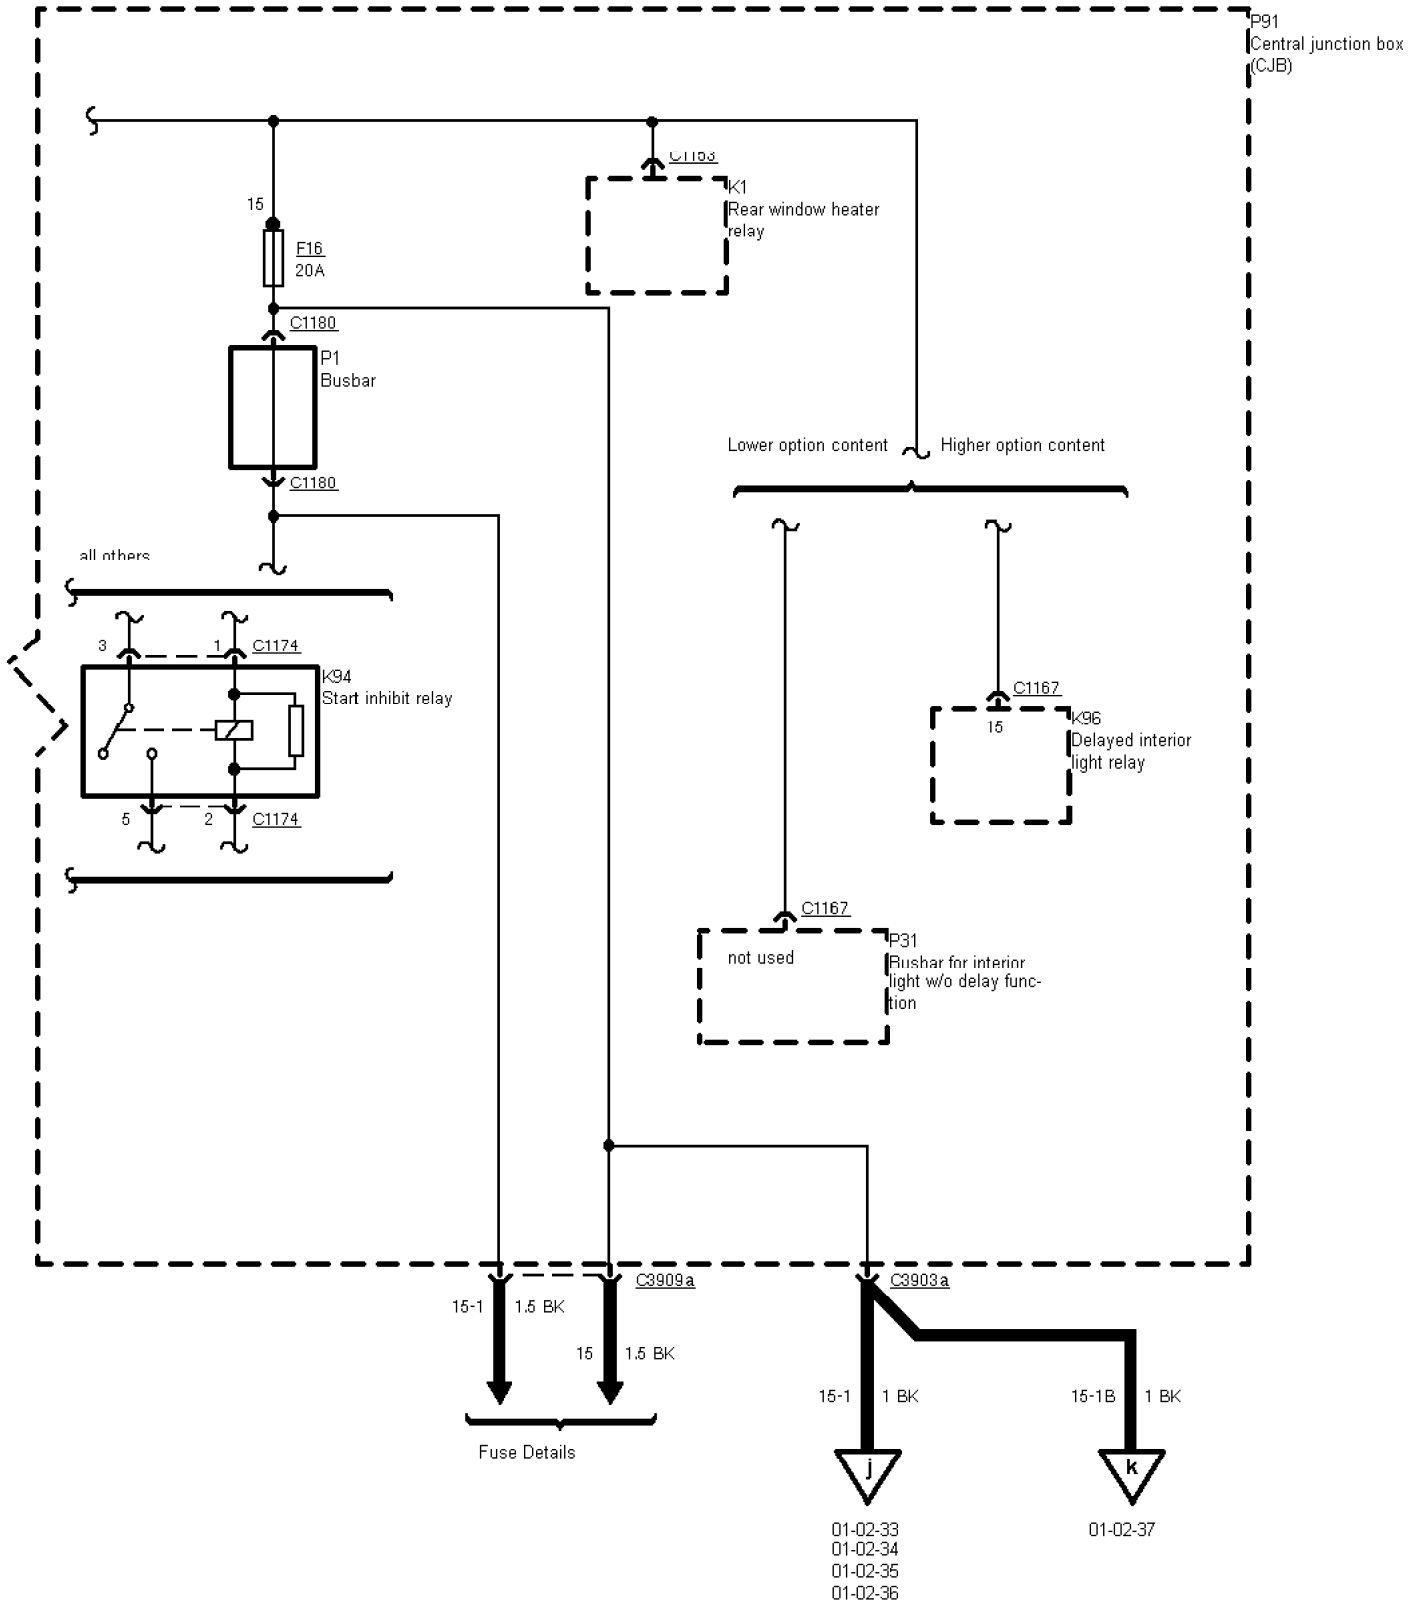 P91
Central junction box
(CJB)
C1153
K1
Rear window heater
relay
15
F16
20A
C1180
P1
Busbar
C1180
Lower option content
Higher option content
all others
3
1
C1174
K94
Start inhibit relay
5
2
C1174
C1167
15
K96
Delayed interior
light relay
C1167
not used
P31
Busbar for interior
light w/o delay func-
tion
C3909a
C3903a
15-1
1.5 BK
15
1.5 BK
15-1
1 BK
15-1B
1 BK
Fuse Details
j
k
01-02-33
01-02-34
01-02-35
01-02-36
01-02-37